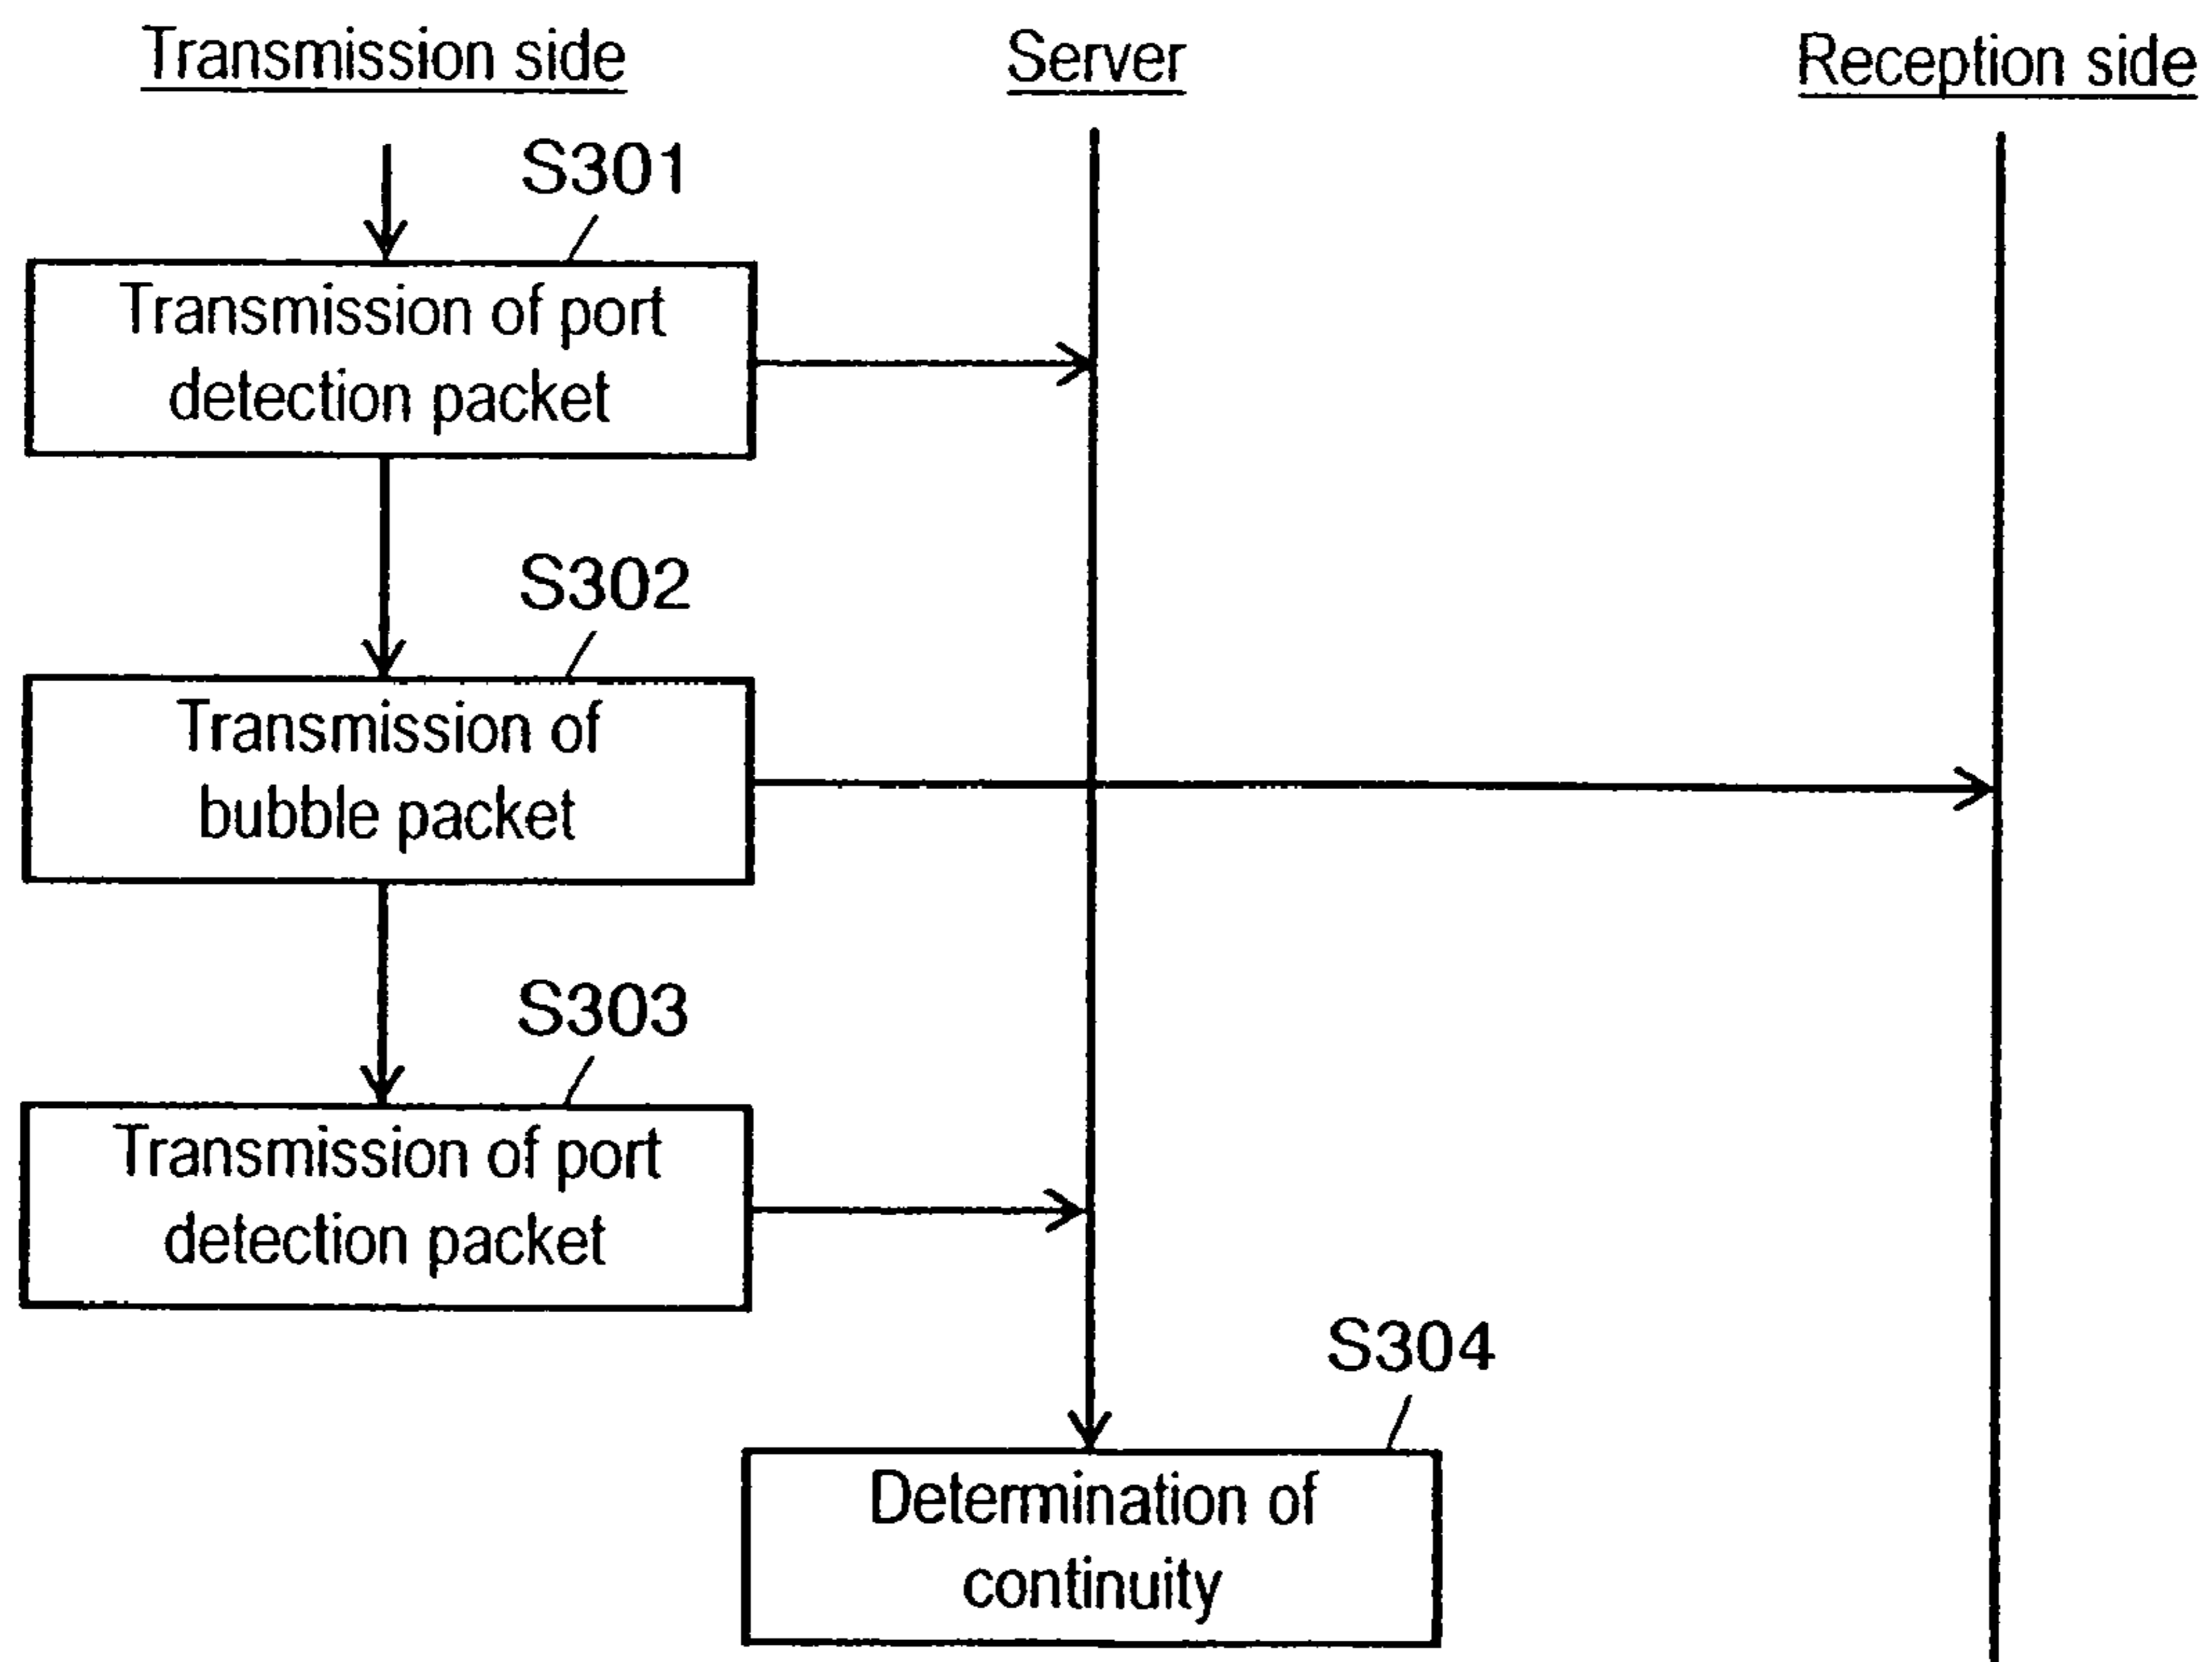 Transmission side
Server
Reception side
S301
Transmission of port
detection packet
S302
Transmission of
bubble packet
S303
Transmission of port
detection packet
S304
Determination of
continuity